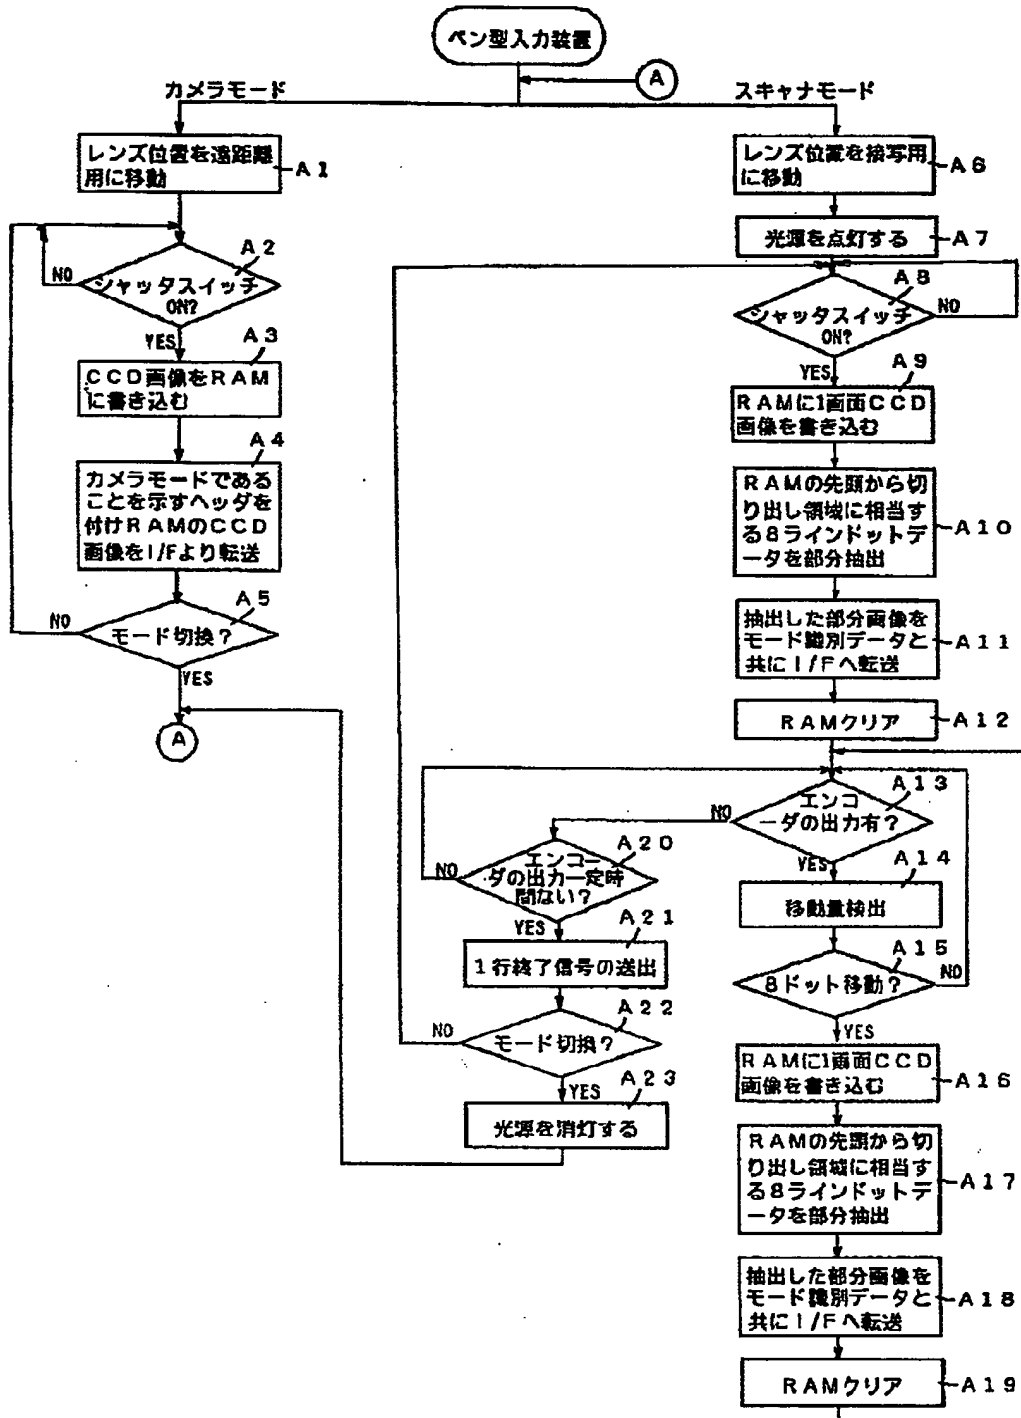 ペン型入力装置
A
カメラモード
スキャナモード
レンズ位置を遠距離
用に移動
A1
A2
NO
シャッタスイッチ
ON?
YES
A3
CCD画像をRAM
に書き込む
A4
カメラモードである
ことを示すヘッダを
付けRAMのCCD
画像をI/Fより転送
A5
NO
モード切換?
YES
A
レンズ位置を接写用
に移動
A6
光源を点灯する
A7
A8
シャッタスイッチ
ON?
NO
YES
A9
RAMに1画面CCD
画像を書き込む
RAMの先頭から切
り出し領域に相当す
る8ラインドットデ
ータを部分抽出
A10
抽出した部分画像を
モード識別データと
共にI/Fへ転送
A11
RAMクリア
A12
A13
エンコ
ーダの出力有?
NO
YES
A14
移動量検出
A15
8ドット移動?
NO
YES
RAMに1画面CCD
画像を書き込む
A16
RAMの先頭から切
り出し領域に相当す
る8ラインドットデ
ータを部分抽出
A17
抽出した部分画像を
モード識別データと
共にI/Fへ転送
A18
RAMクリア
A19
A20
エンコー
ダの出力一定時
間ない?
NO
YES
A21
1行終了信号の送出
A22
NO
モード切換?
YES
A23
光源を消灯する